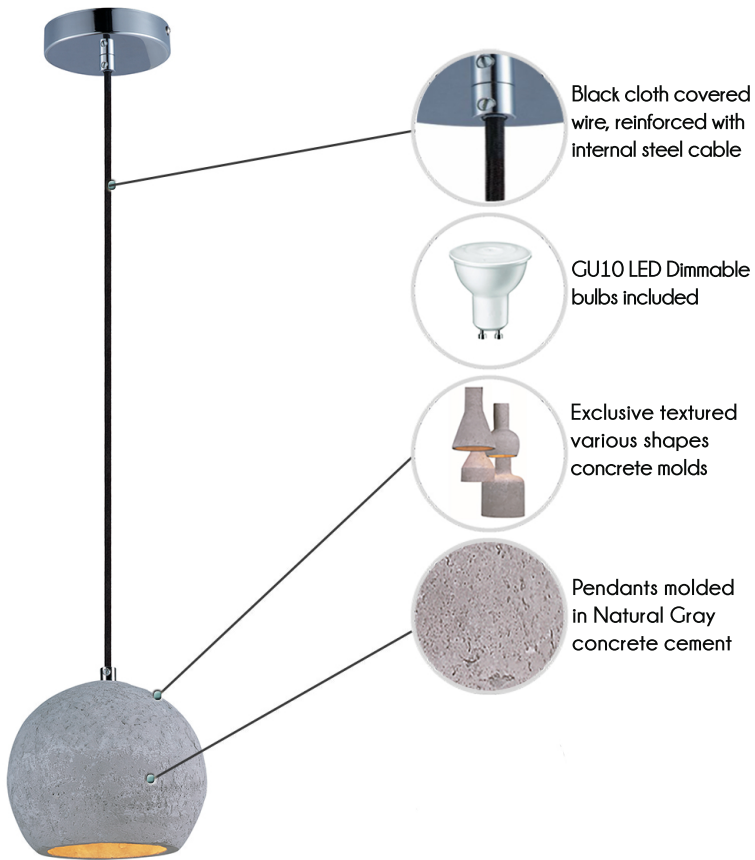 Black cloth covered
wire, reinforced with
internal steel cable
GU10 LED Dimmable
bulbs included
Exclusive textured
various shapes
concrete molds
Pendants molded
in Natural Gray
concrete cement